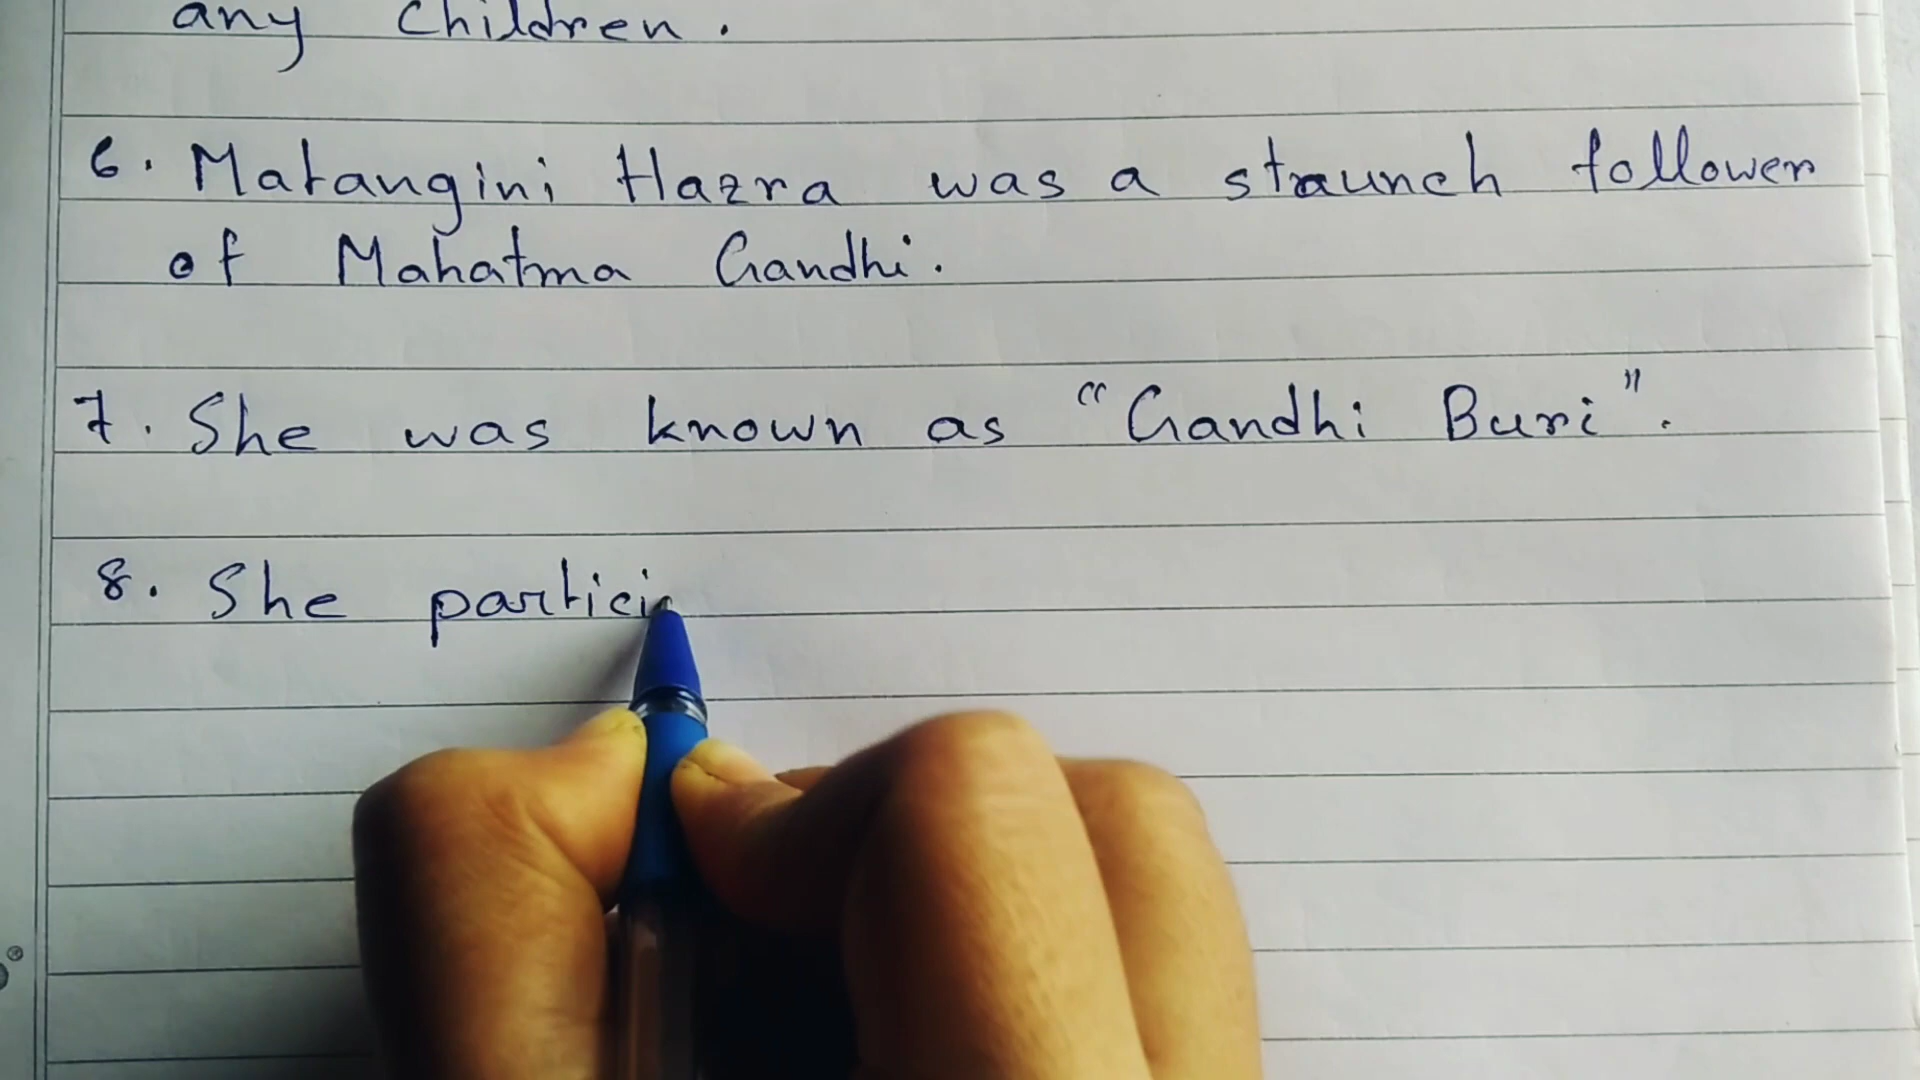 any children.
6. Matangini Hazra was a staunch follower
of Mahatma Gandhi.
7. She was known as "Gandhi Buri".
8. She partici